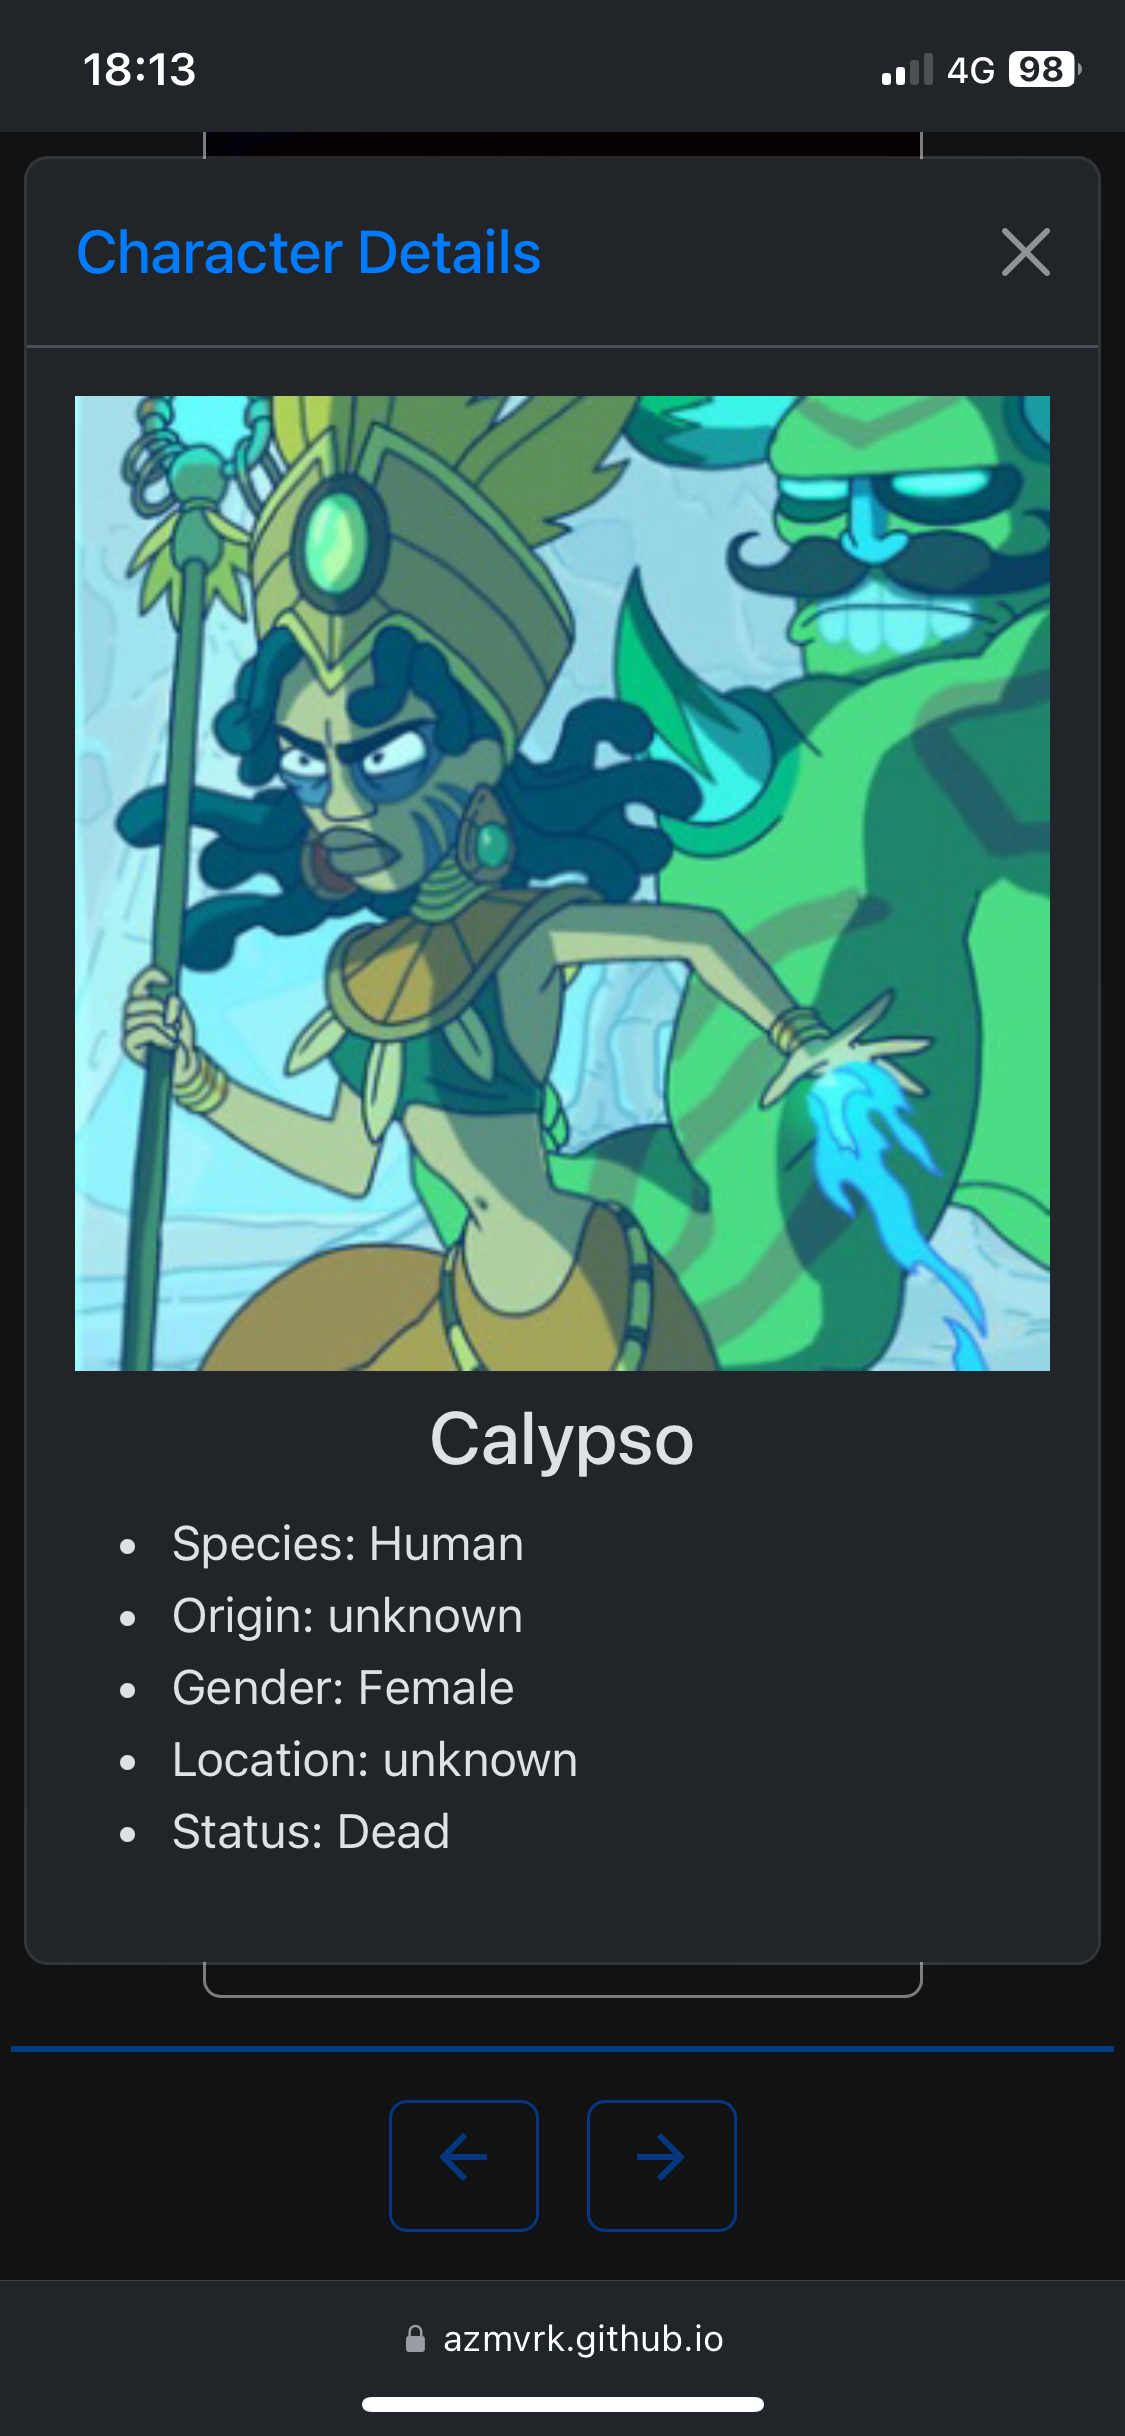 18:13
4G 98
Character Details
Calypso
Species: Human
Origin: unknown
Gender: Female
Location: unknown
Status: Dead
azmvrk.github.io